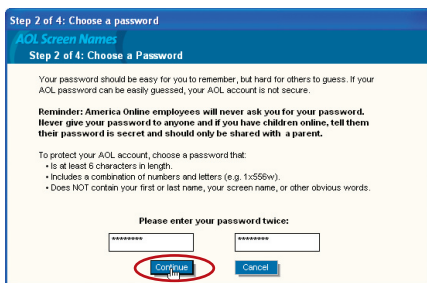 Step 2 of 4: Choose a password
AOL Screen Names
Step 2 of 4: Choose a Password
Your password should be easy for you to remember, but hard for others to guess. If your
AOL password can be easily guessed, your AOL account is not secure.
Reminder: America Online employees will never ask you for your password.
Never give your password to anyone and if you have children online, tell them
their password is secret and should only be shared with a parent.
To protect your AOL account, choose a password that:
• Is at least 6 characters in length.
• Includes a combination of numbers and letters (e.g. 1x556w).
• Does NOT contain your first or last name, your screen name, or other obvious words.
Please enter your password twice:
******** ********
Continue Cancel